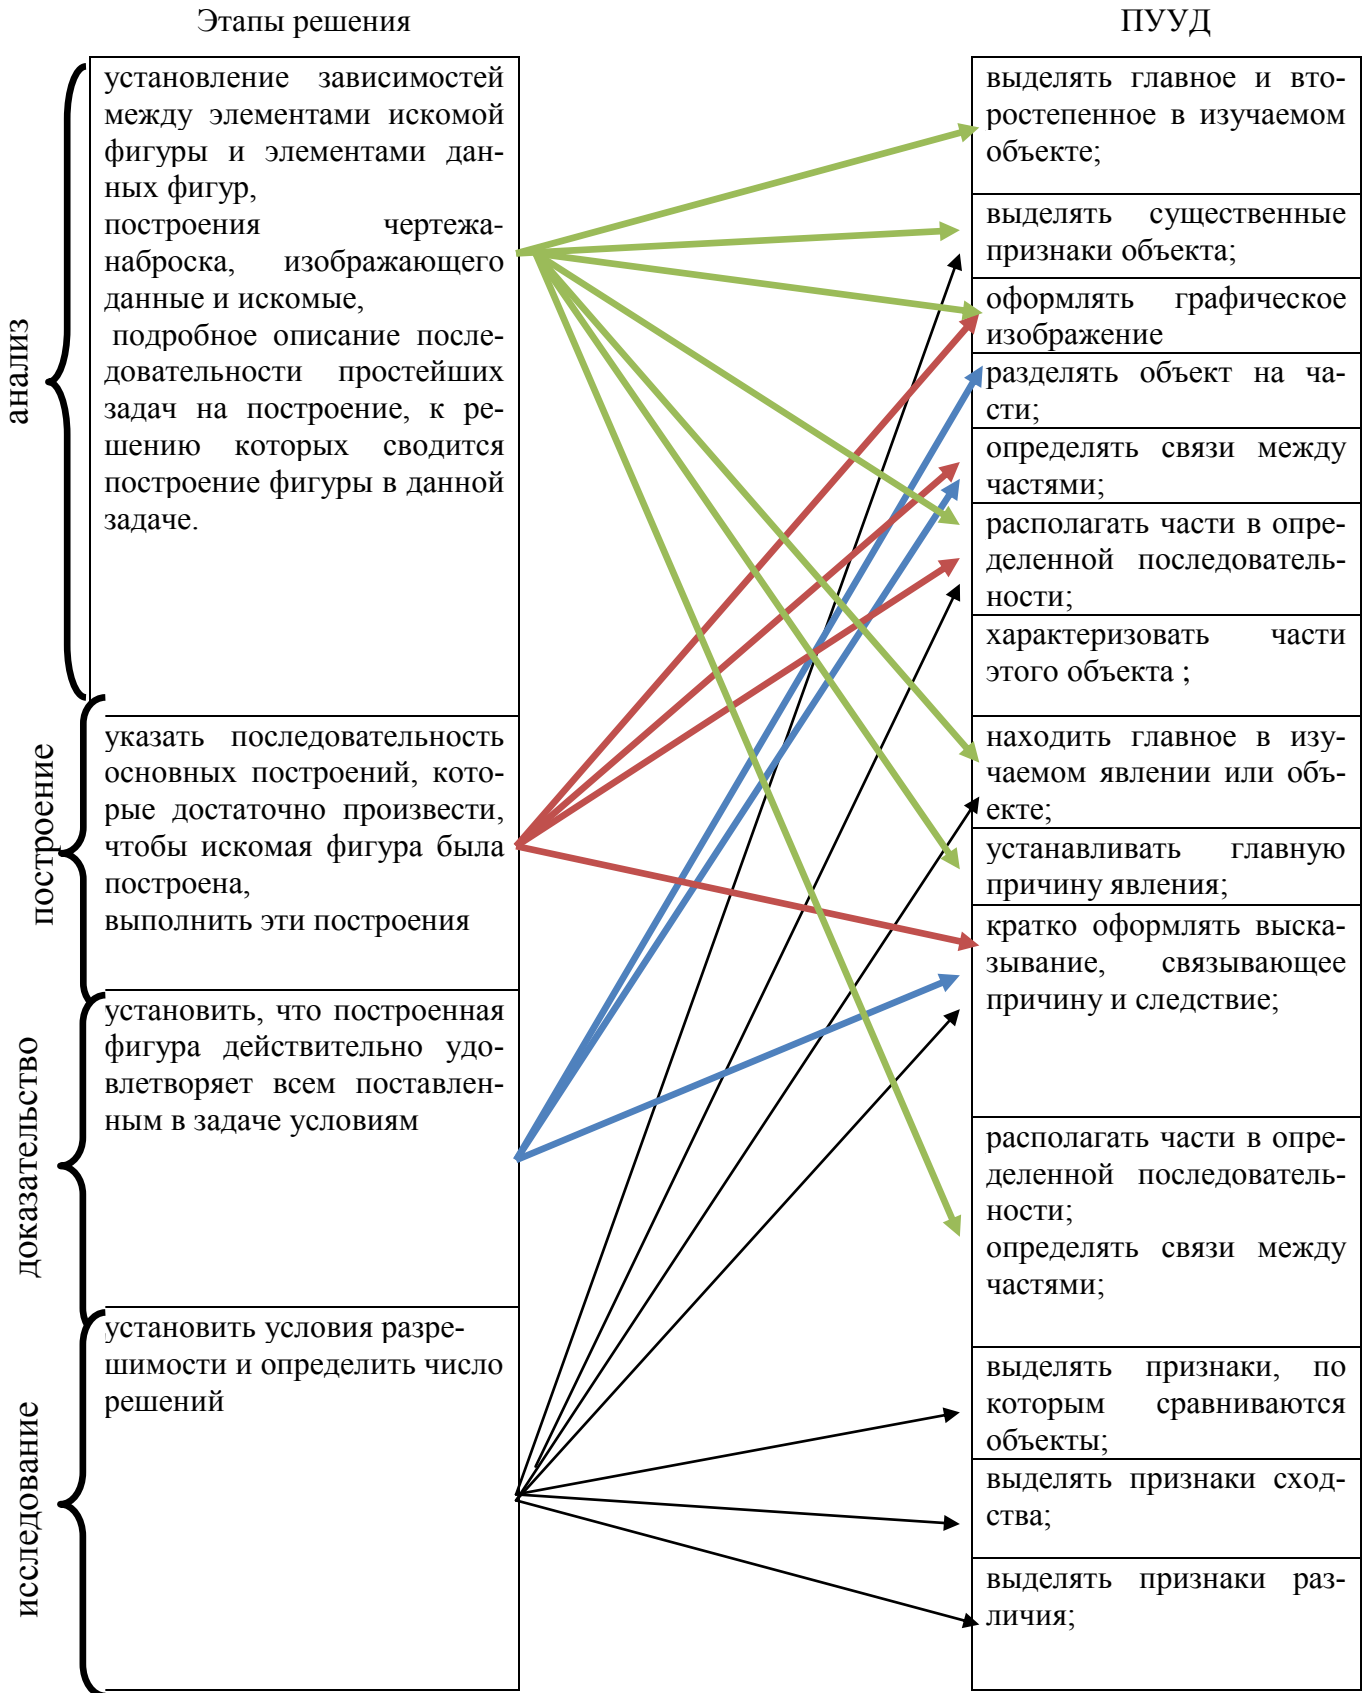 Этапы решения
ПУУД
анализ
установление зависимостей
между элементами искомой
фигуры и элементами дан-
ных фигур,
построения чертежа-
наброска, изображающего
данные и искомые,
подробное описание после-
довательности простейших
задач на построение, к ре-
шению которых сводится
построение фигуры в данной
задаче.
построение
указать последовательность
основных построений, кото-
рые достаточно произвести,
чтобы искомая фигура была
построена,
выполнить эти построения
доказательство
установить, что построенная
фигура действительно удо-
влетворяет всем поставлен-
ным в задаче условиям
исследование
установить условия разре-
шимости и определить число
решений
выделять главное и вто-
ростепенное в изучаемом
объекте;
выделять существенные
признаки объекта;
оформлять графическое
изображение
разделять объект на ча-
сти;
определять связи между
частями;
располагать части в опре-
деленной последователь-
ности;
характеризовать части
этого объекта ;
находить главное в изу-
чаемом явлении или объ-
екте;
устанавливать главную
причину явления;
кратко оформлять выска-
зывание, связывающее
причину и следствие;
располагать части в опре-
деленной последователь-
ности;
определять связи между
частями;
выделять признаки, по
которым сравниваются
объекты;
выделять признаки сход-
ства;
выделять признаки раз-
личия;